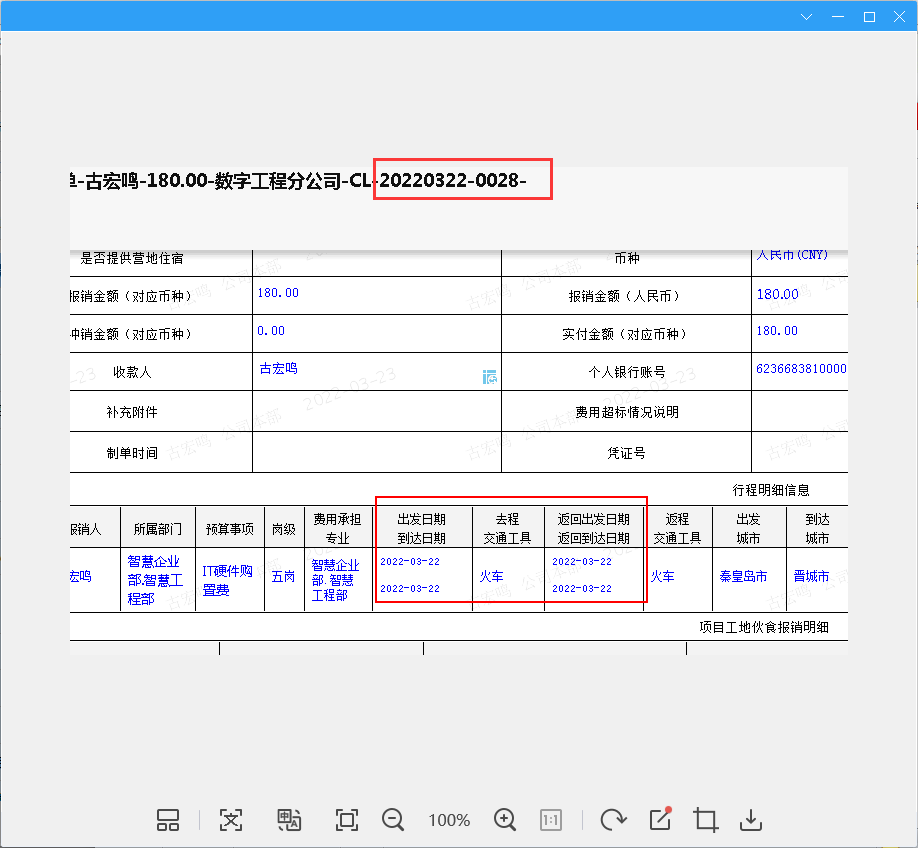 单-古宏鸣-180.00-数字工程分公司-CL-20220322-0028-
是否提供营地住宿 币种 人民币(CNY)
报销金额（对应币种） 180.00 报销金额（人民币） 180.00
冲销金额（对应币种） 0.00 实付金额（对应币种） 180.00
收款人 古宏鸣 个人银行账号 6236683810000
补充附件 费用超标情况说明
制单时间 凭证号
行程明细信息
报销人 所属部门 预算事项 岗级 费用承担专业 出发日期 到达日期 去程交通工具 返回出发日期 返回到达日期 返程交通工具 出发城市 到达城市
宏鸣 智慧企业部.智慧工程部 IT硬件购置费 五岗 智慧企业部.智慧工程部 2022-03-22 2022-03-22 火车 2022-03-22 2022-03-22 火车 秦皇岛市 晋城市
项目工地伙食报销明细
古宏鸣 公司本部 2022-03-23
100%
1:1